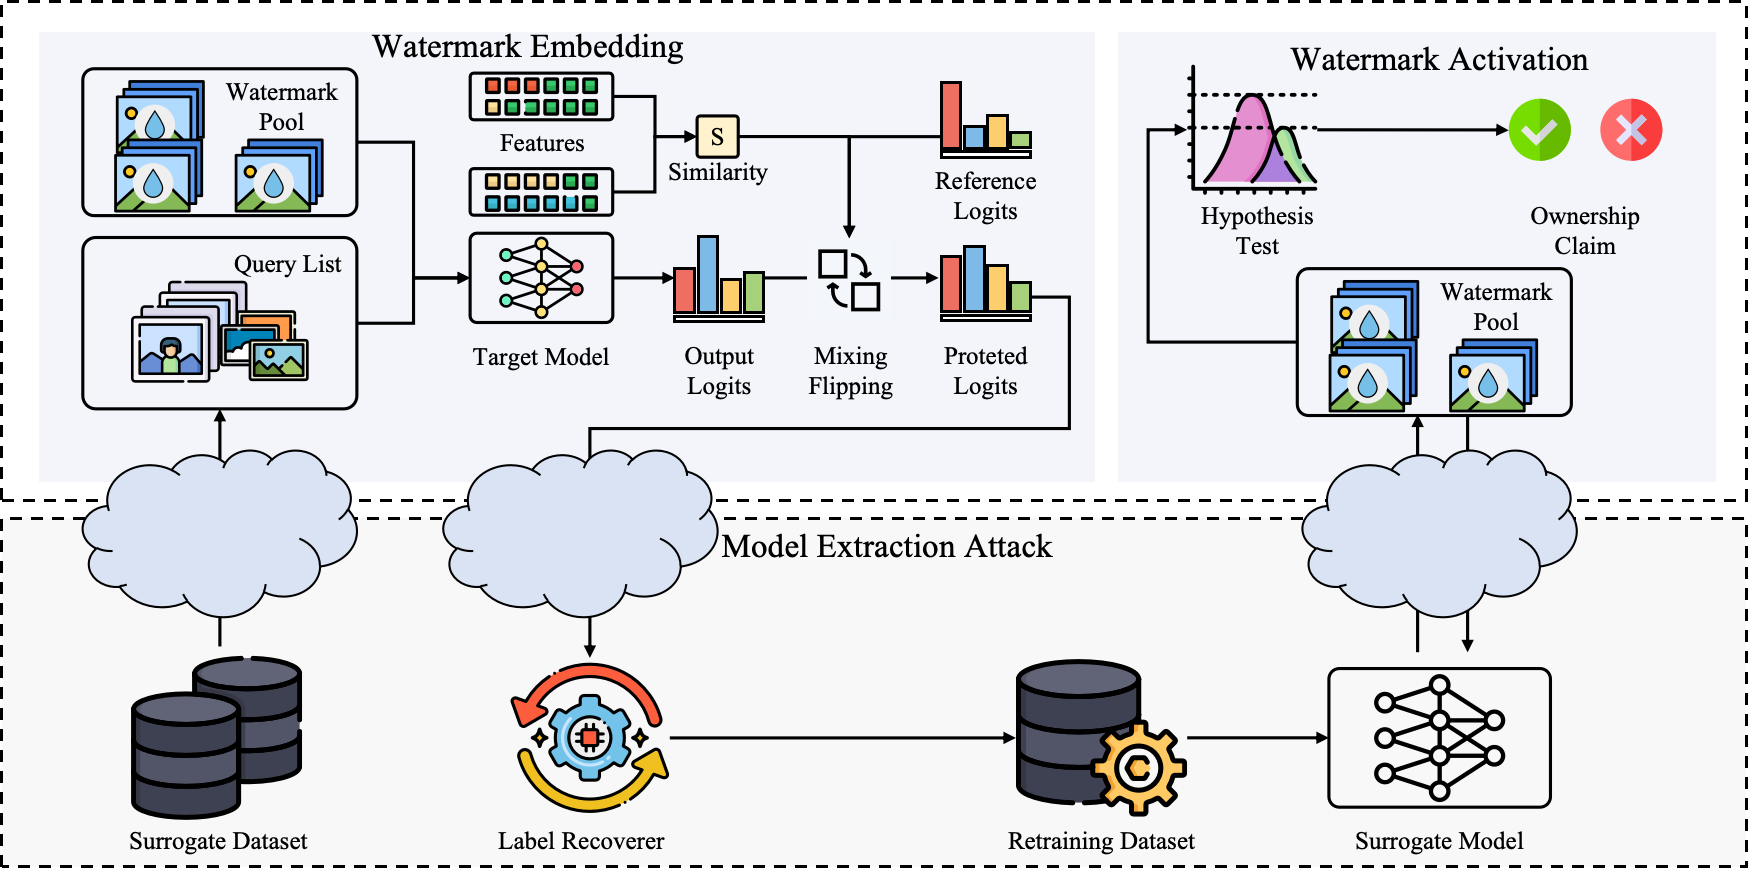 Watermark Embedding
Watermark
Pool
Query List
Features
S
Similarity
Reference
Logits
Target Model
Output
Logits
Mixing
Flipping
Proteted
Logits
Watermark Activation
Hypothesis
Test
Ownership
Claim
Watermark
Pool
Model Extraction Attack
Surrogate Dataset
Label Recoverer
Retraining Dataset
Surrogate Model